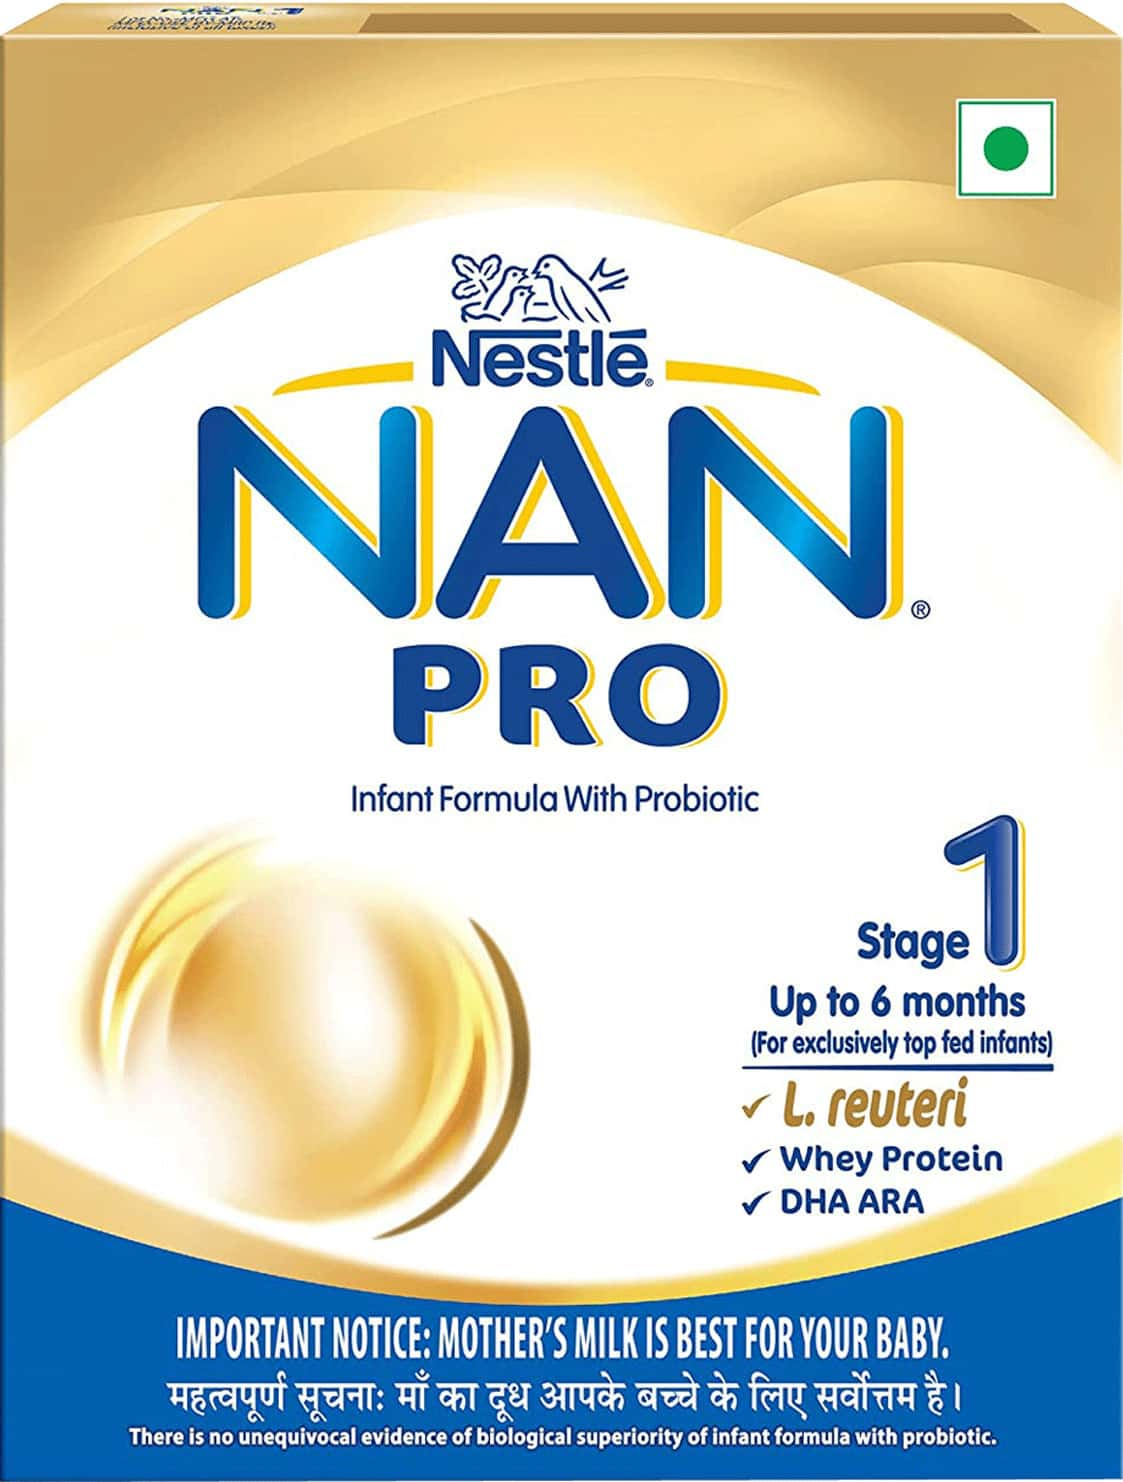 NAN 1
Nestlé®
NAN®
PRO
Infant Formula With Probiotic
Stage 1
Up to 6 months
(For exclusively top fed infants)
✓ L. reuteri
✓ Whey Protein
✓ DHA ARA
IMPORTANT NOTICE: MOTHER'S MILK IS BEST FOR YOUR BABY.
महत्वपूर्ण सूचना: माँ का दूध आपके बच्चे के लिए सर्वोत्तम है।
There is no unequivocal evidence of biological superiority of infant formula with probiotic.